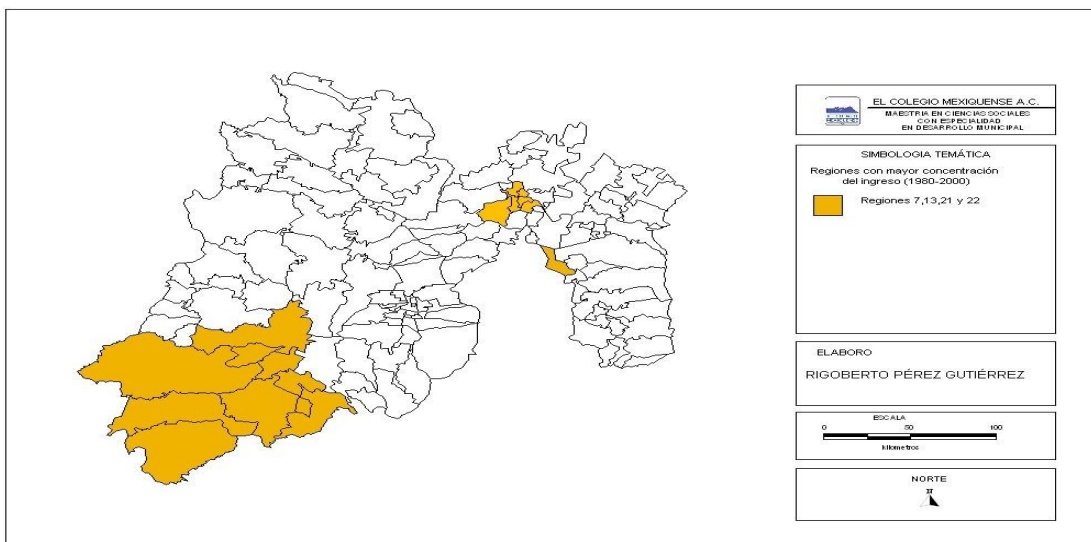 EL COLEGIO MEXIQUENSE A.C.
MAESTRIA EN CIENCIAS SOCIALES
CON ESPECIALIDAD
EN DESARROLLO MUNICIPAL
SIMBOLOGIA TEMÁTICA
Regiones con mayor concentración
del ingreso (1980-2000)
Regiones 7,13,21 y 22
ELABORO
RIGOBERTO PÉREZ GUTIÉRREZ
ESCALA
0 50 100
kilometros
NORTE